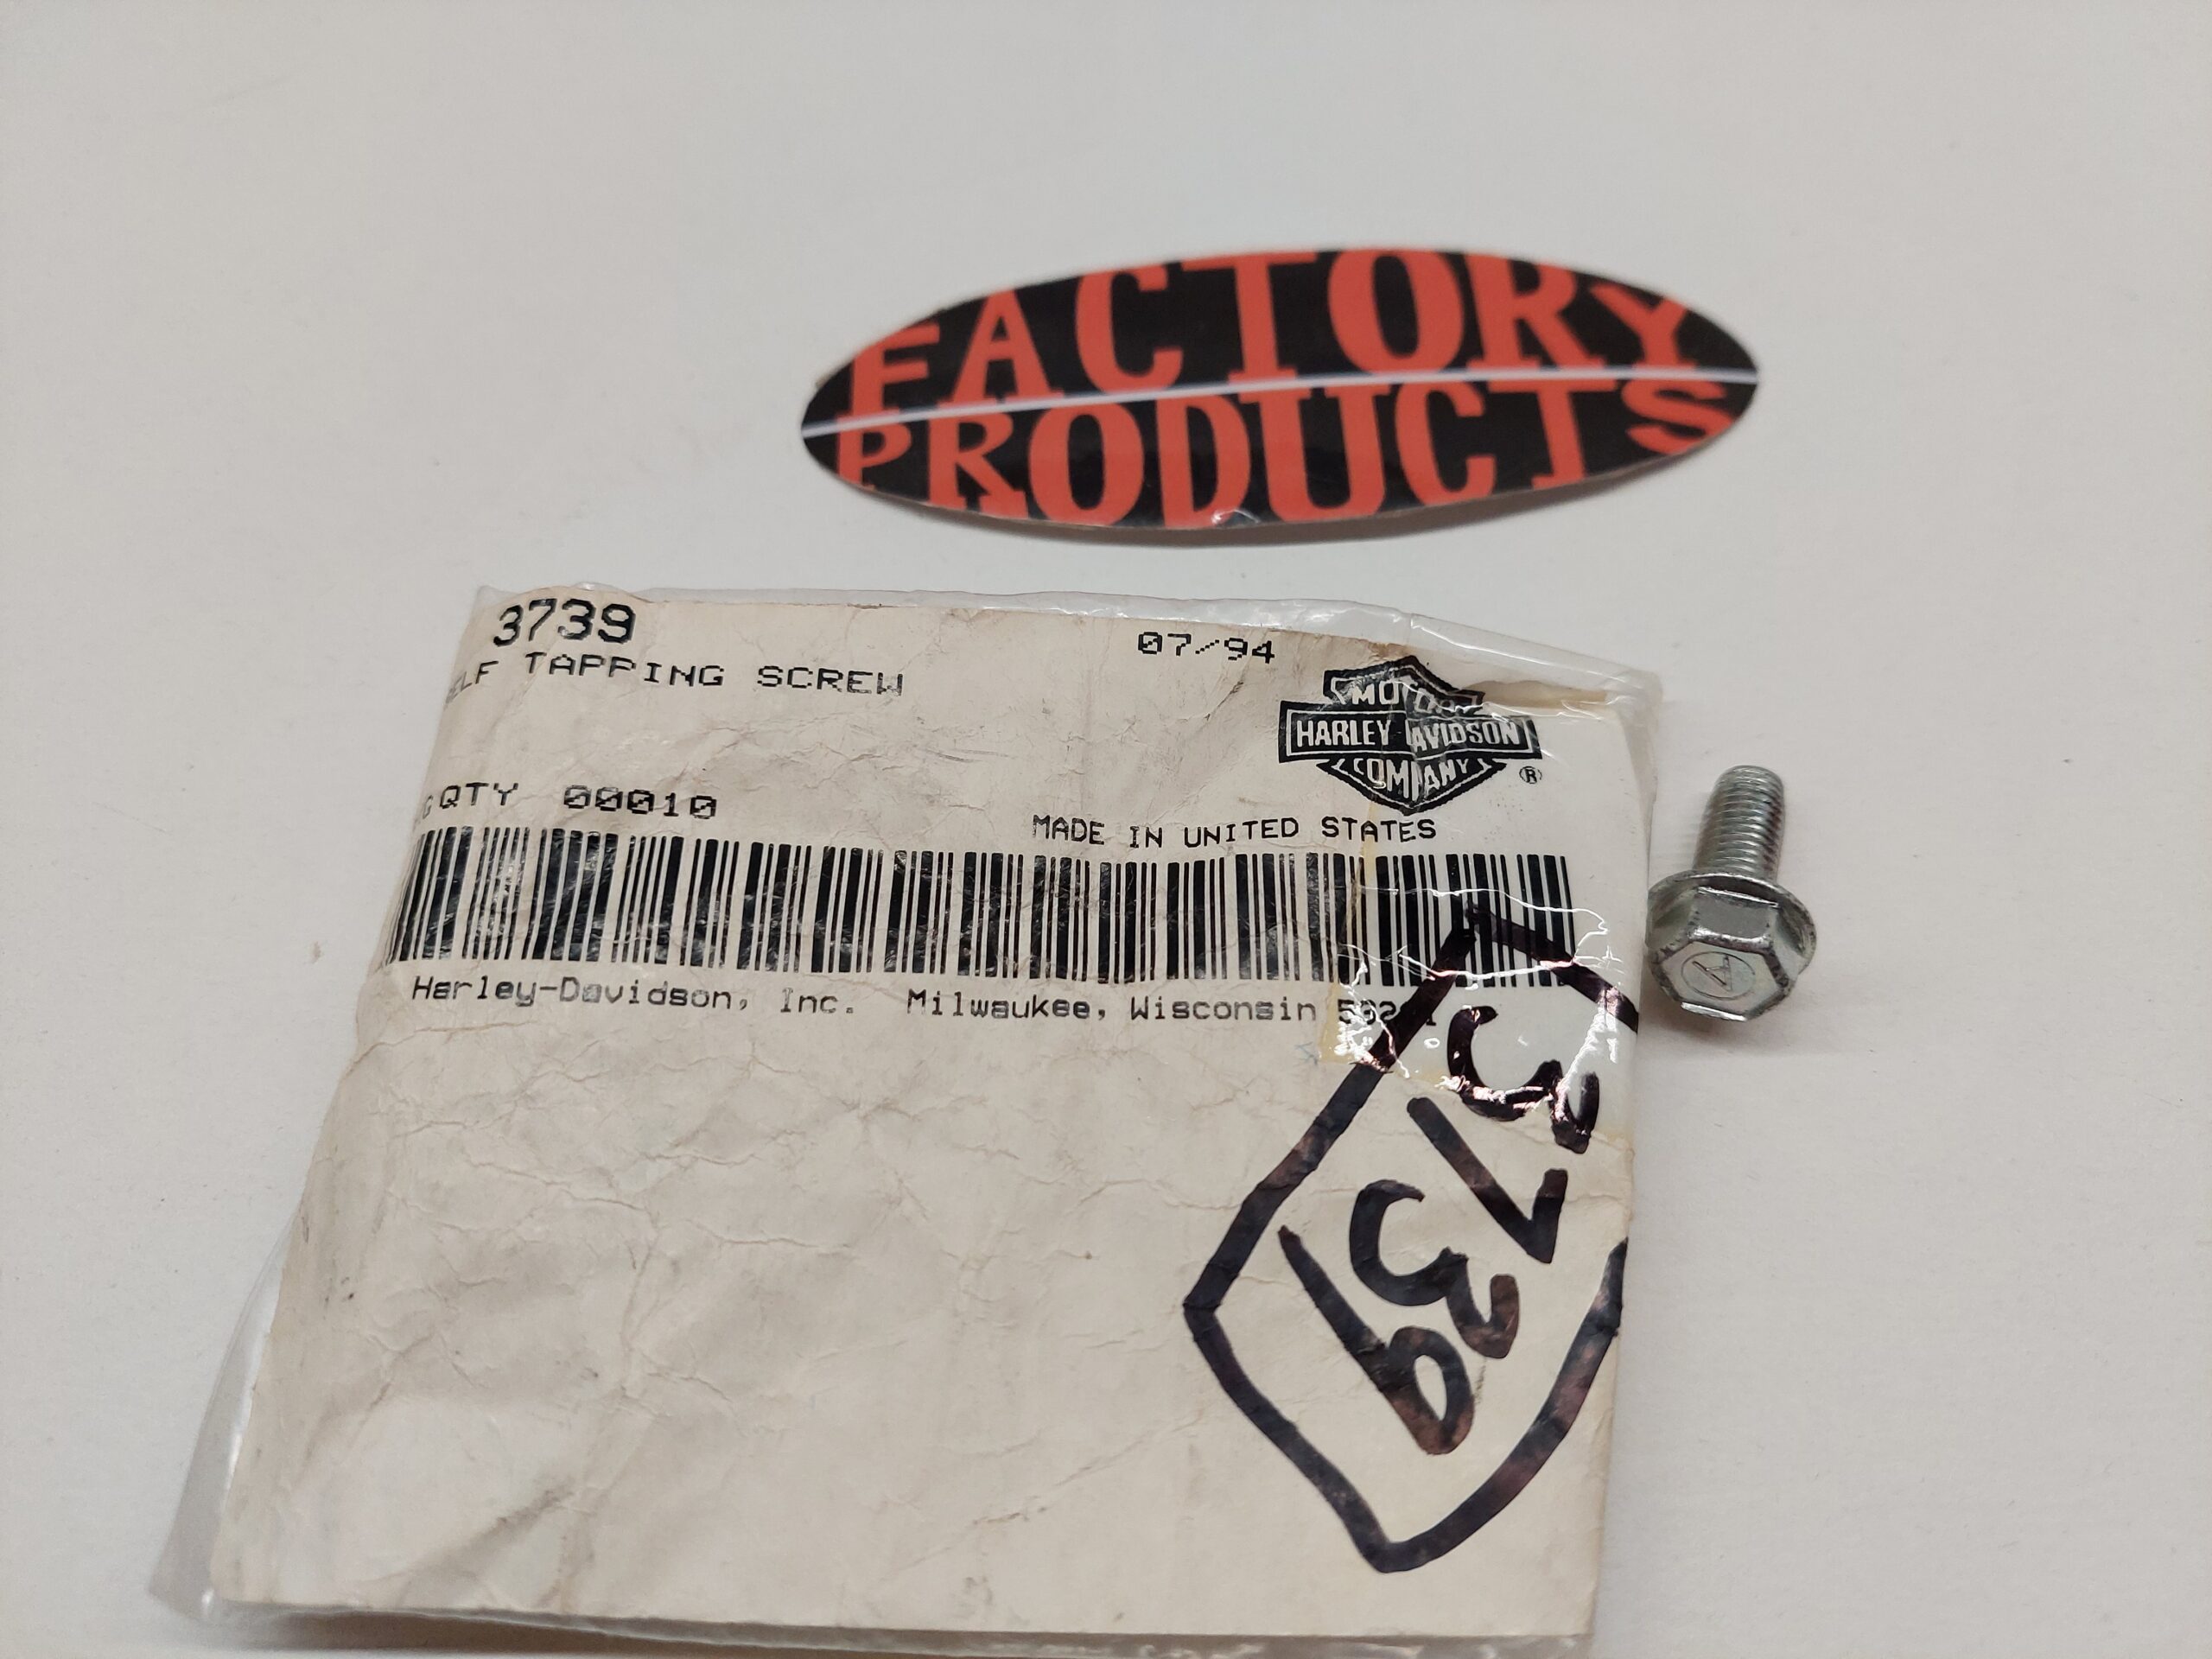 FACTORY
PRODUCTS
3739
07/94
ELF TAPPING SCREW
MOTOR
HARLEY DAVIDSON
COMPANY
®
QTY 00010
MADE IN UNITED STATES
Harley-Davidson, Inc. Milwaukee, Wisconsin
3739